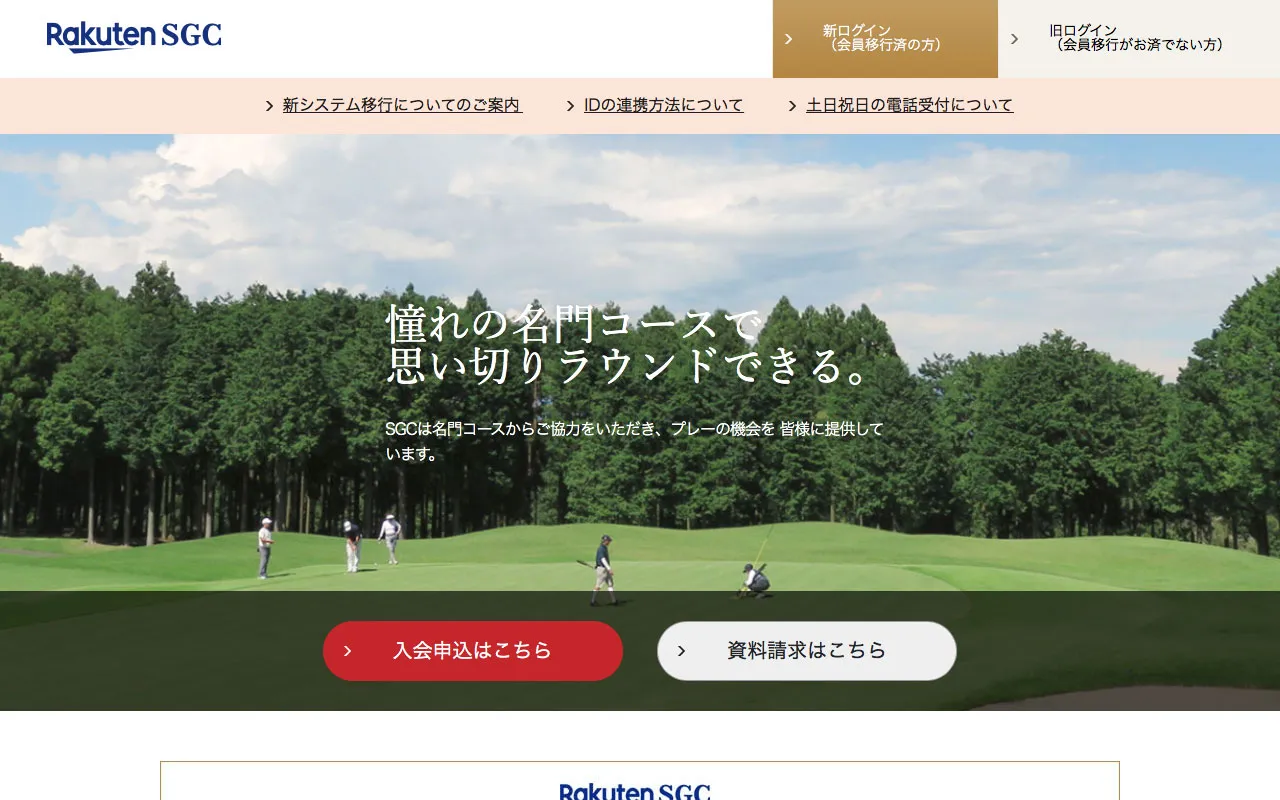 Rakuten SGC
新ログイン
（会員移行済の方）
旧ログイン
（会員移行がお済でない方）
新システム移行についてのご案内
IDの連携方法について
土日祝日の電話受付について
憧れの名門コースで
思い切りラウンドできる。
SGCは名門コースからご協力をいただき、プレーの機会を 皆様に提供して
います。
入会申込はこちら
資料請求はこちら
Rakuten SGC